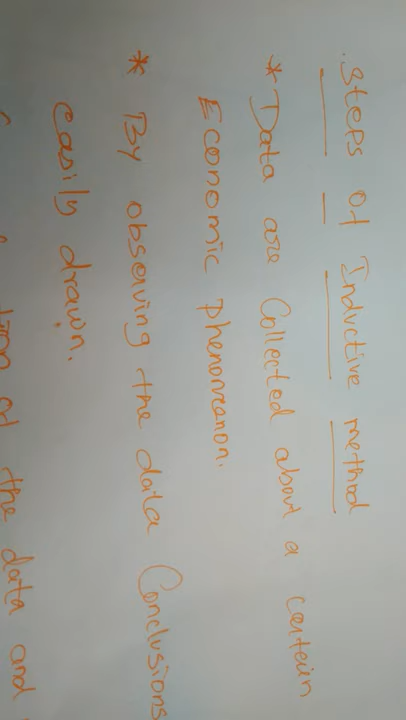 Steps of Inductive method
* Data are Collected about a certain
Economic Phenomenon.
* By observing the data Conclusions
easily drawn.
the data and